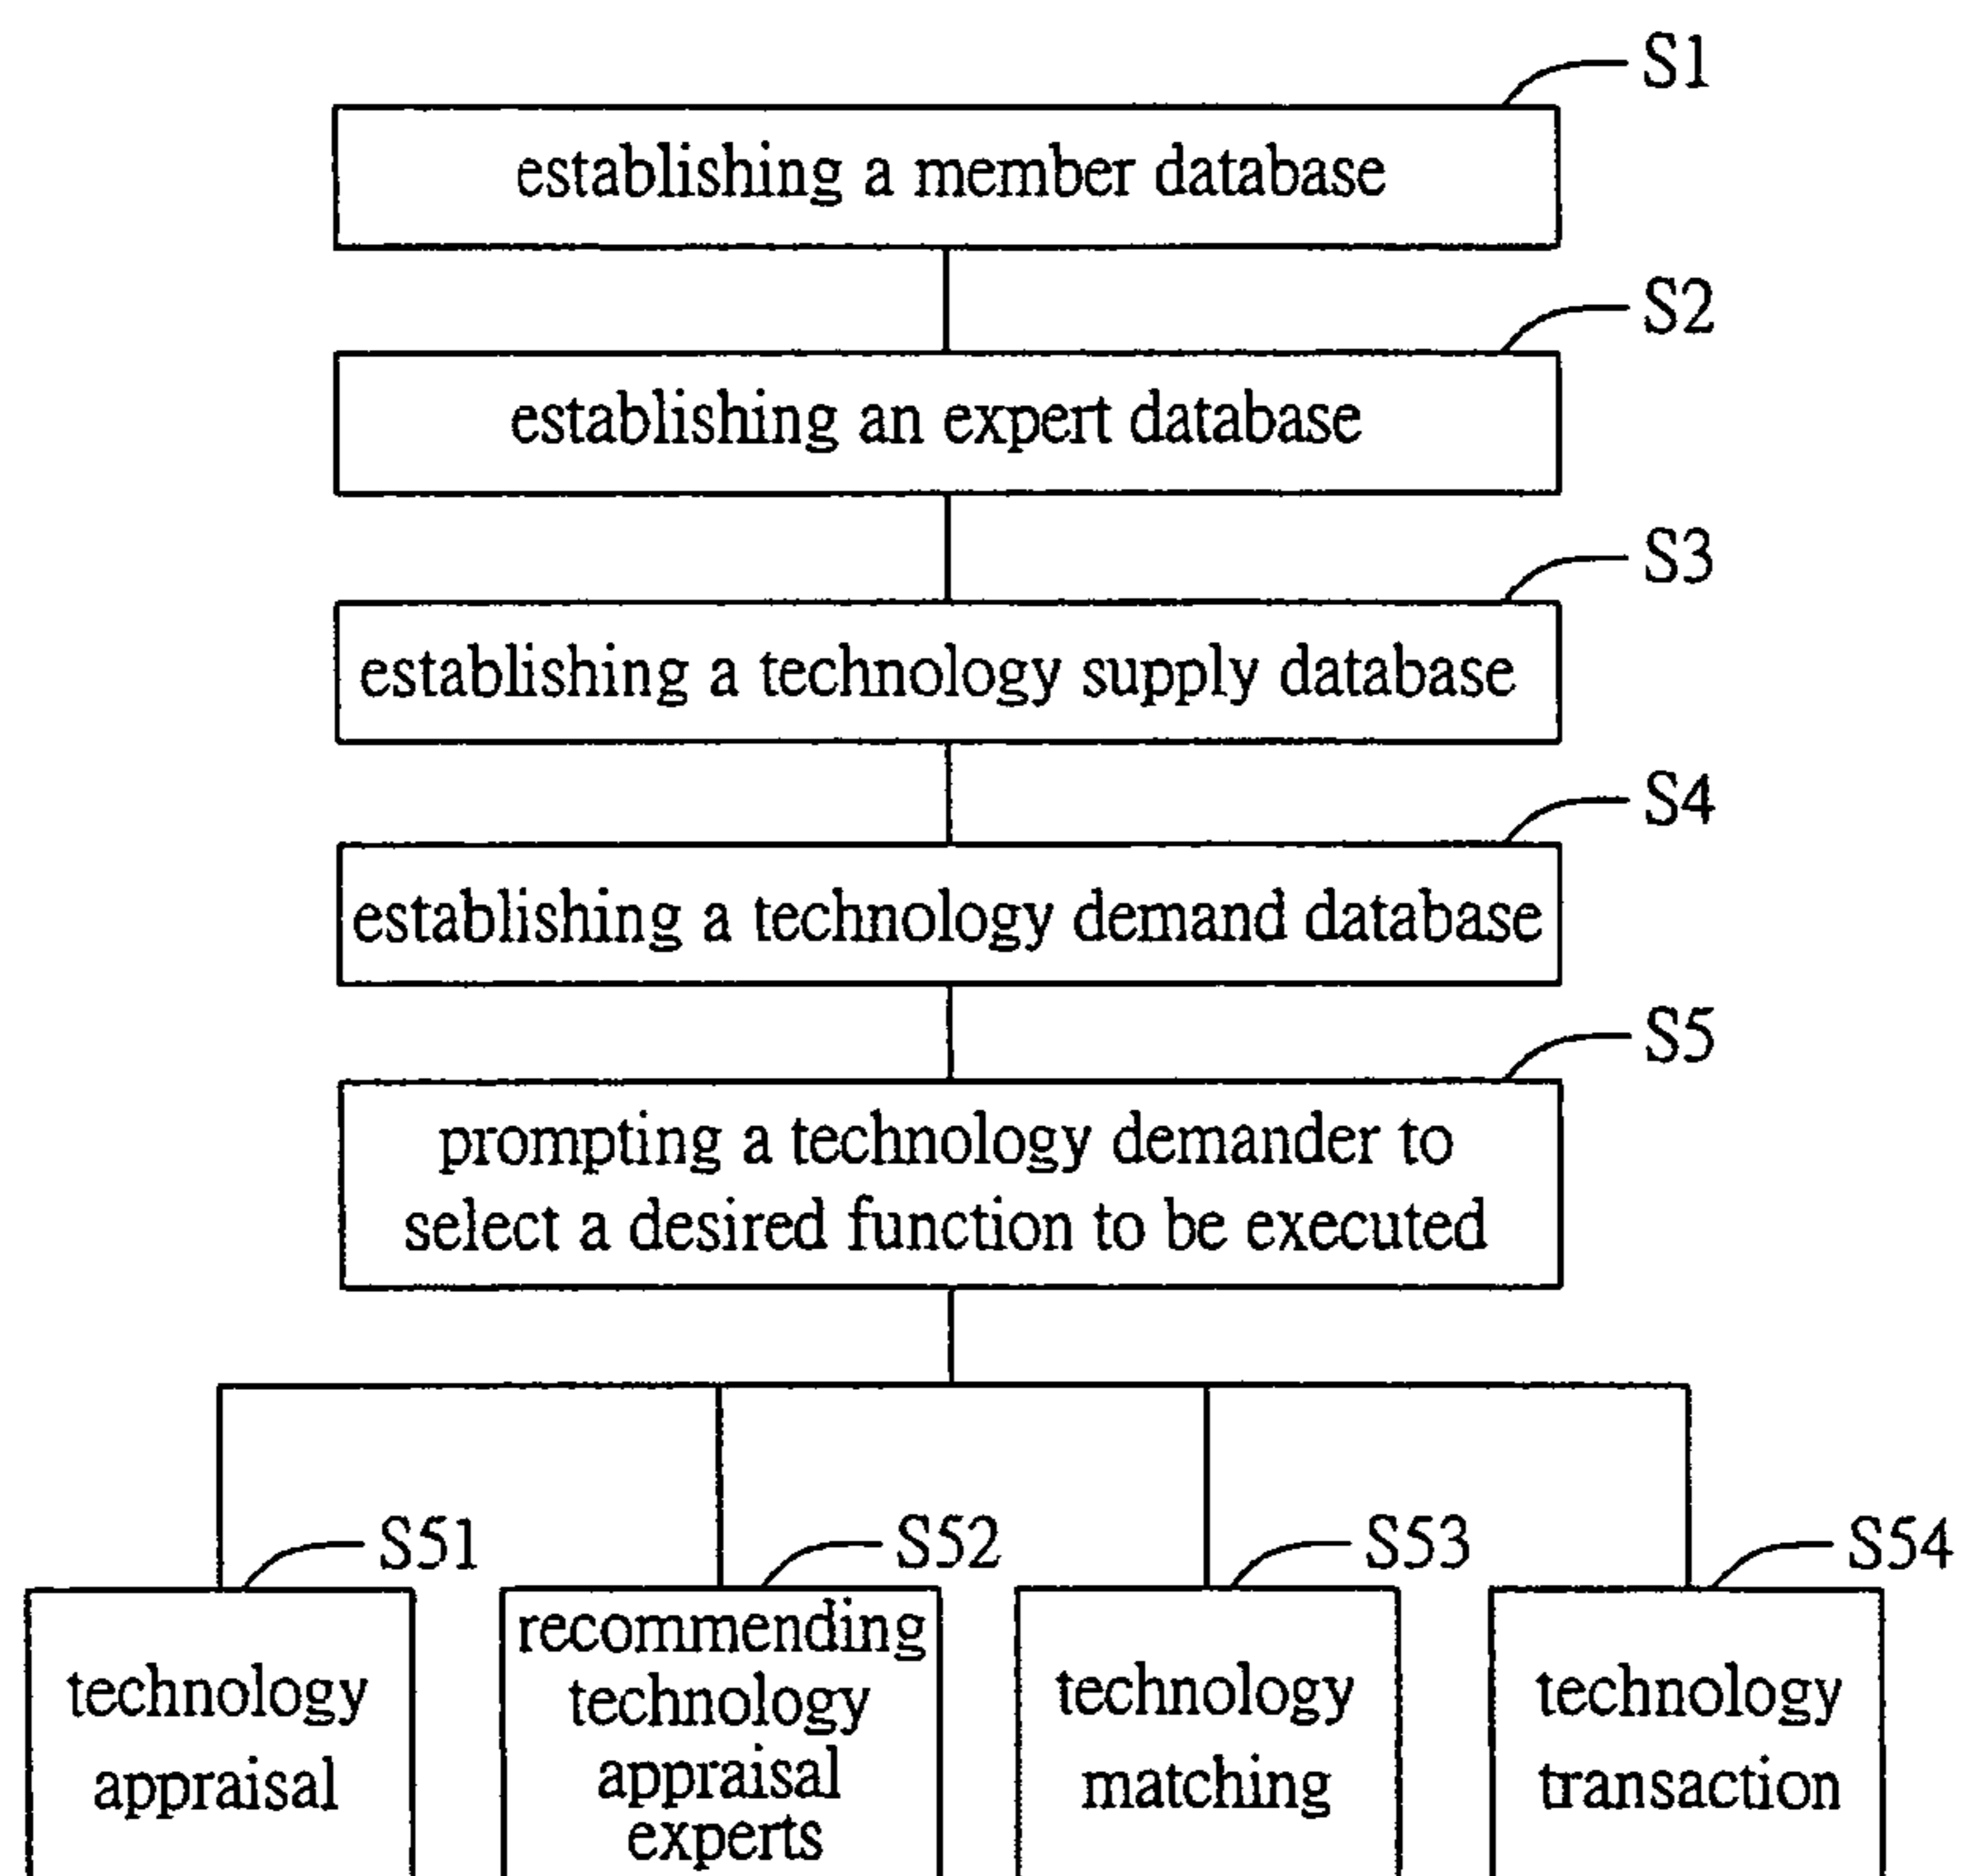 S1
establishing a member database
S2
establishing an expert database
S3
establishing a technology supply database
S4
establishing a technology demand database
S5
prompting a technology demander to
select a desired function to be executed
S51
technology
appraisal
S52
recommending
technology
appraisal
experts
S53
technology
matching
S54
technology
transaction